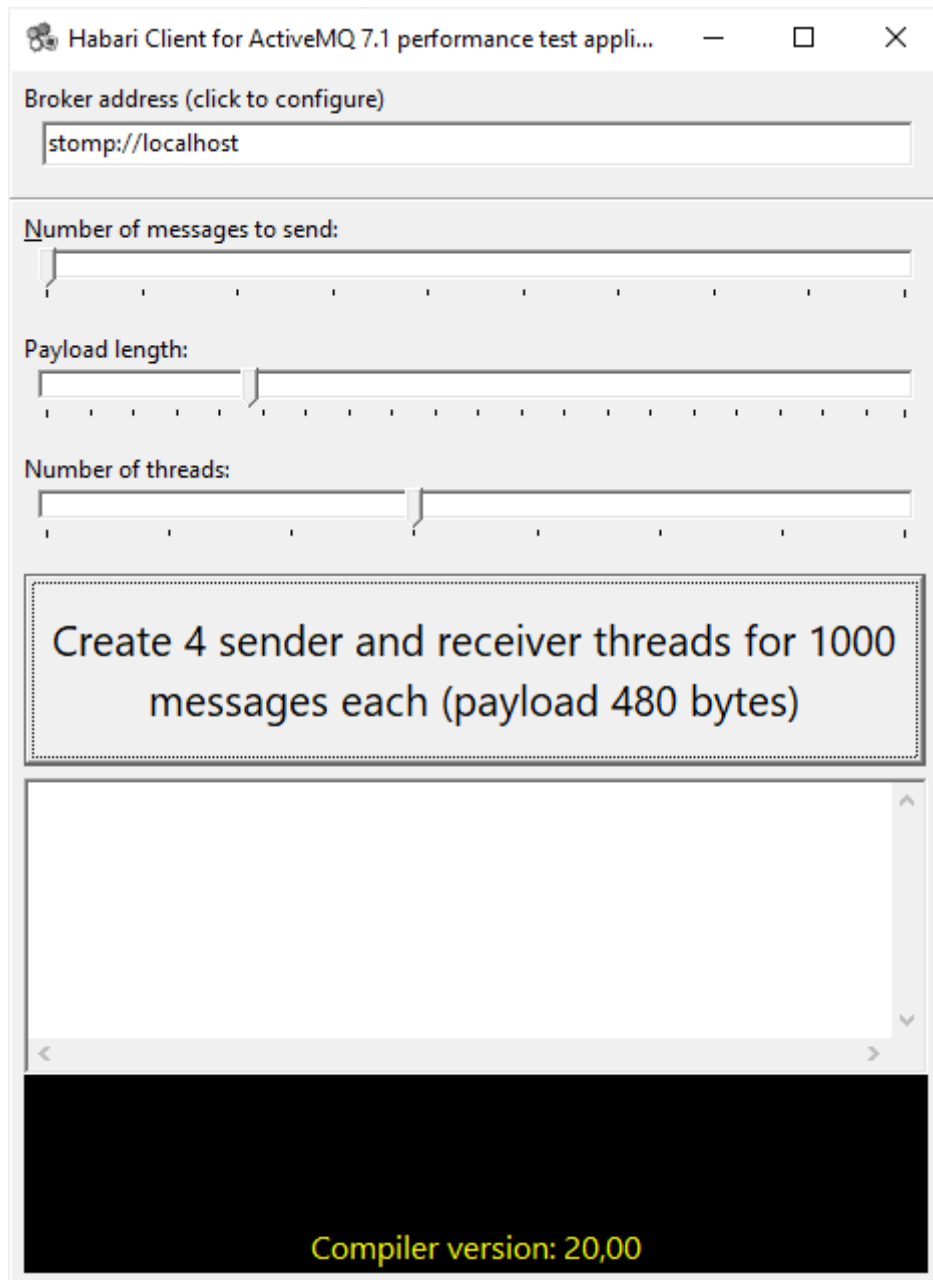 Habari Client for ActiveMQ 7.1 performance test appli...
Broker address (click to configure)
stomp://localhost
Number of messages to send:
Payload length:
Number of threads:
Create 4 sender and receiver threads for 1000
messages each (payload 480 bytes)
Compiler version: 20,00